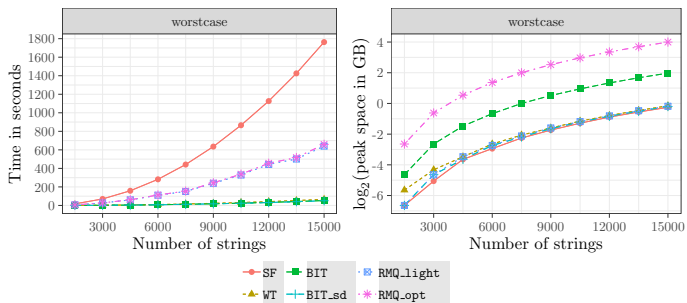 worstcase
1800
1600
1400
1200
1000
800
600
400
200
0
Time in seconds
3000 6000 9000 12000 15000
Number of strings
worstcase
4
2
0
-2
-4
-6
log₂(peak space in GB)
3000 6000 9000 12000 15000
Number of strings
SF BIT RMQ_light
WT BIT_sd RMQ_opt